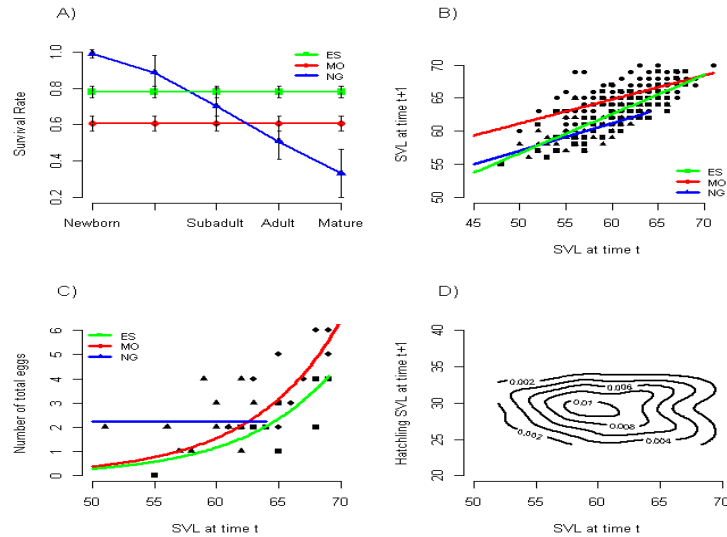 A)
Survival Rate
0.2 0.4 0.6 0.8 1.0
ES
MO
NG
Newborn Subadult Adult Mature
B)
SVL at time t+1
50 55 60 65 70
ES
MO
NG
45 50 55 60 65 70
SVL at time t
C)
Number of total eggs
0 1 2 3 4 5 6
ES
MO
NG
50 55 60 65 70
SVL at time t
D)
Hatchling SVL at time t+1
20 25 30 35 40
0.002
0.006
0.01
0.008
0.002
0.004
50 55 60 65 70
SVL at time t